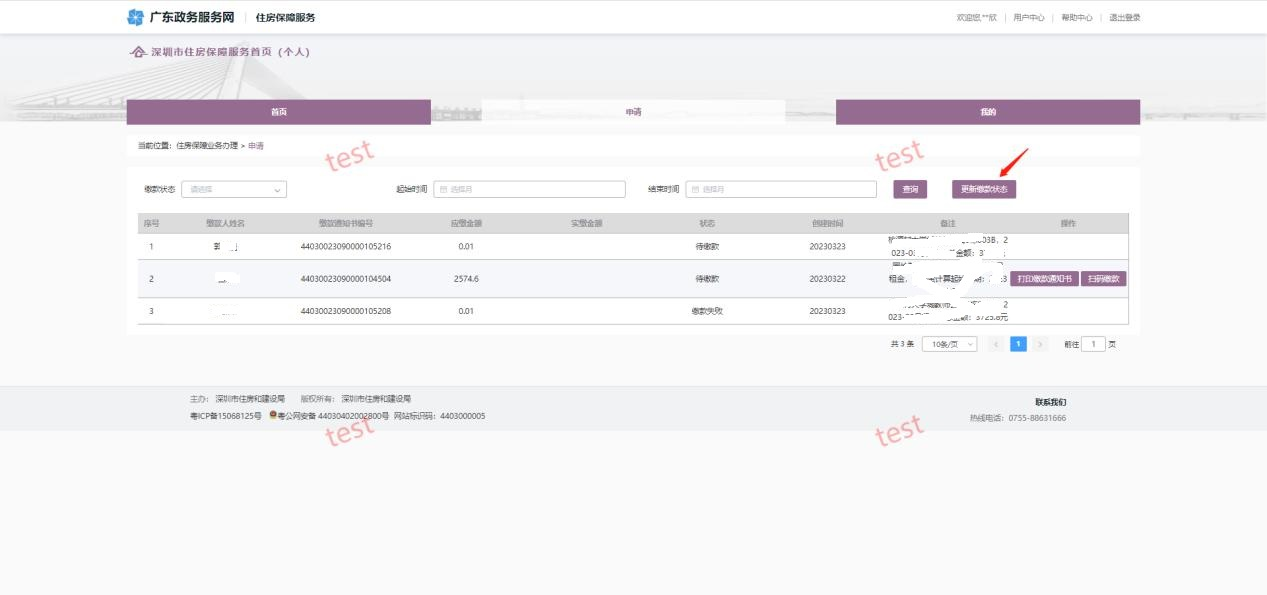 广东政务服务网 | 住房保障服务
欢迎您,**欣 | 用户中心 | 帮助中心 | 退出登录
深圳市住房保障服务首页（个人）
首页 申请 我的
当前位置：住房保障业务办理 > 申请
test test
缴款状态 请选择 起始时间 选择月 结束时间 选择月 查询 更新缴款状态
序号 缴款人姓名 缴款通知书编号 应缴金额 实缴金额 状态 创建时间 备注 操作
1 44030023090000105216 0.01 待缴款 20230323
2 44030023090000104504 2574.6 待缴款 20230322 租金, 打印缴款通知书 扫码缴款
3 44030023090000105208 0.01 缴款失败 20230323
共 3 条 10条/页 < 1 > 前往 1 页
主办： 深圳市住房和建设局 版权所有： 深圳市住房和建设局 联系我们
粤ICP备15068125号 粤公网安备 44030402002800号 网站标识码：4403000005 热线电话：0755-88631666
test test